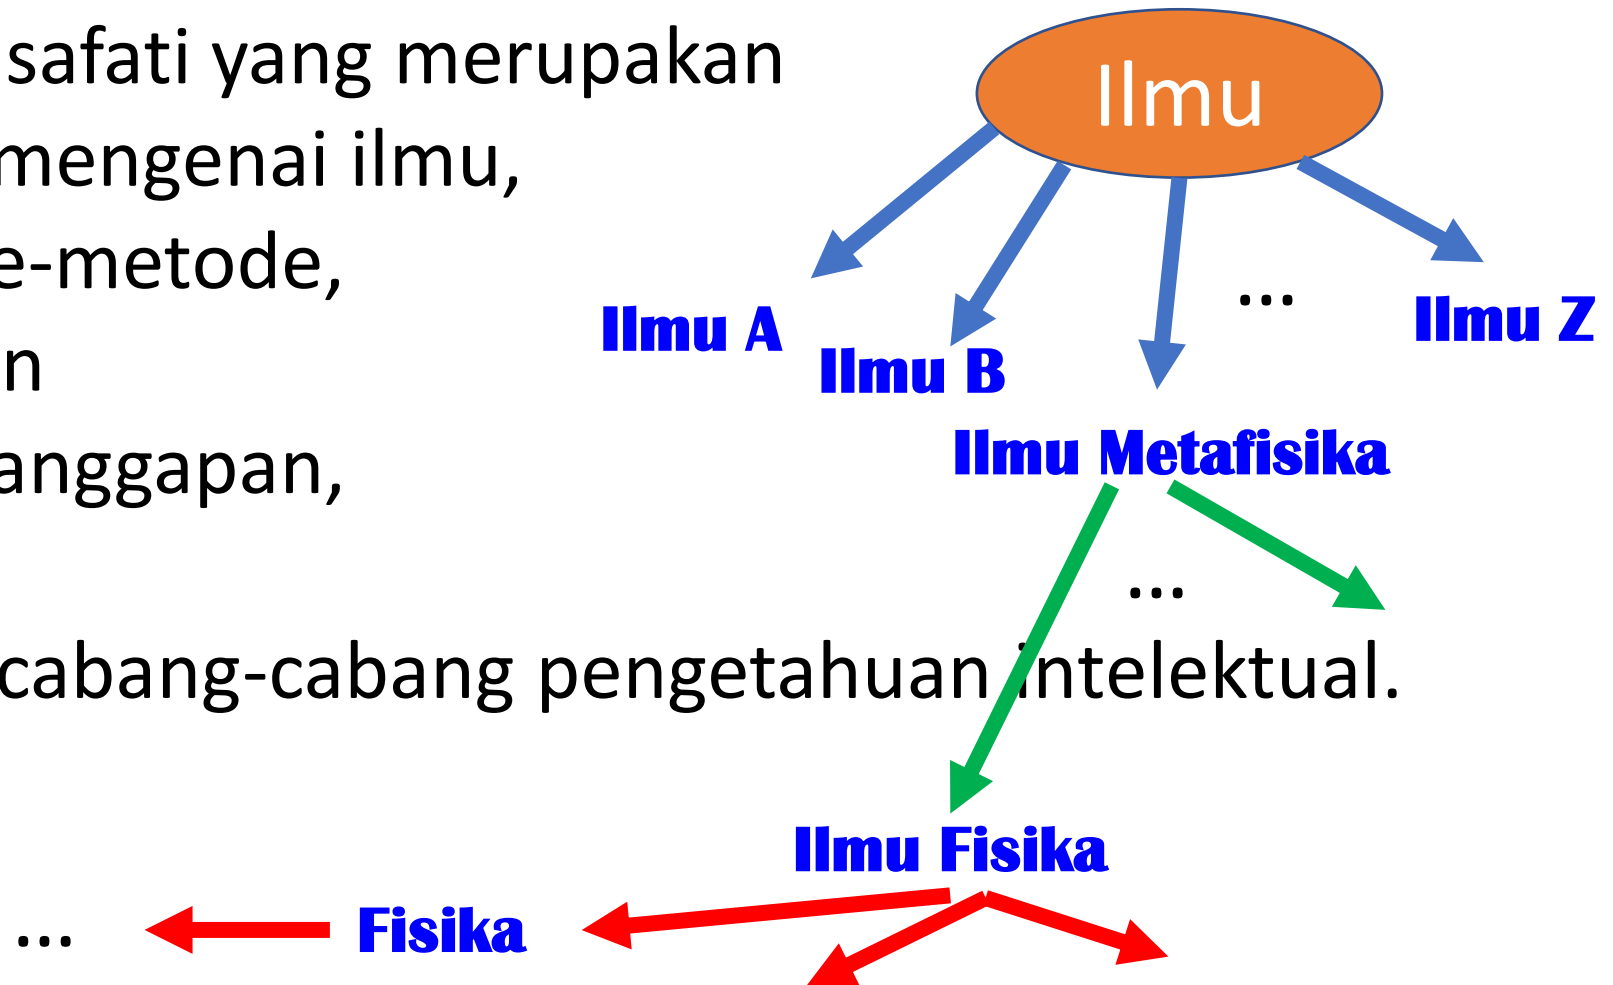 safati yang merupakan
mengenai ilmu,
e-metode,
n
anggapan,
cabang-cabang pengetahuan intelektual.
Ilmu
Ilmu A
Ilmu B
...
Ilmu Z
Ilmu Metafisika
...
Ilmu Fisika
Fisika
...